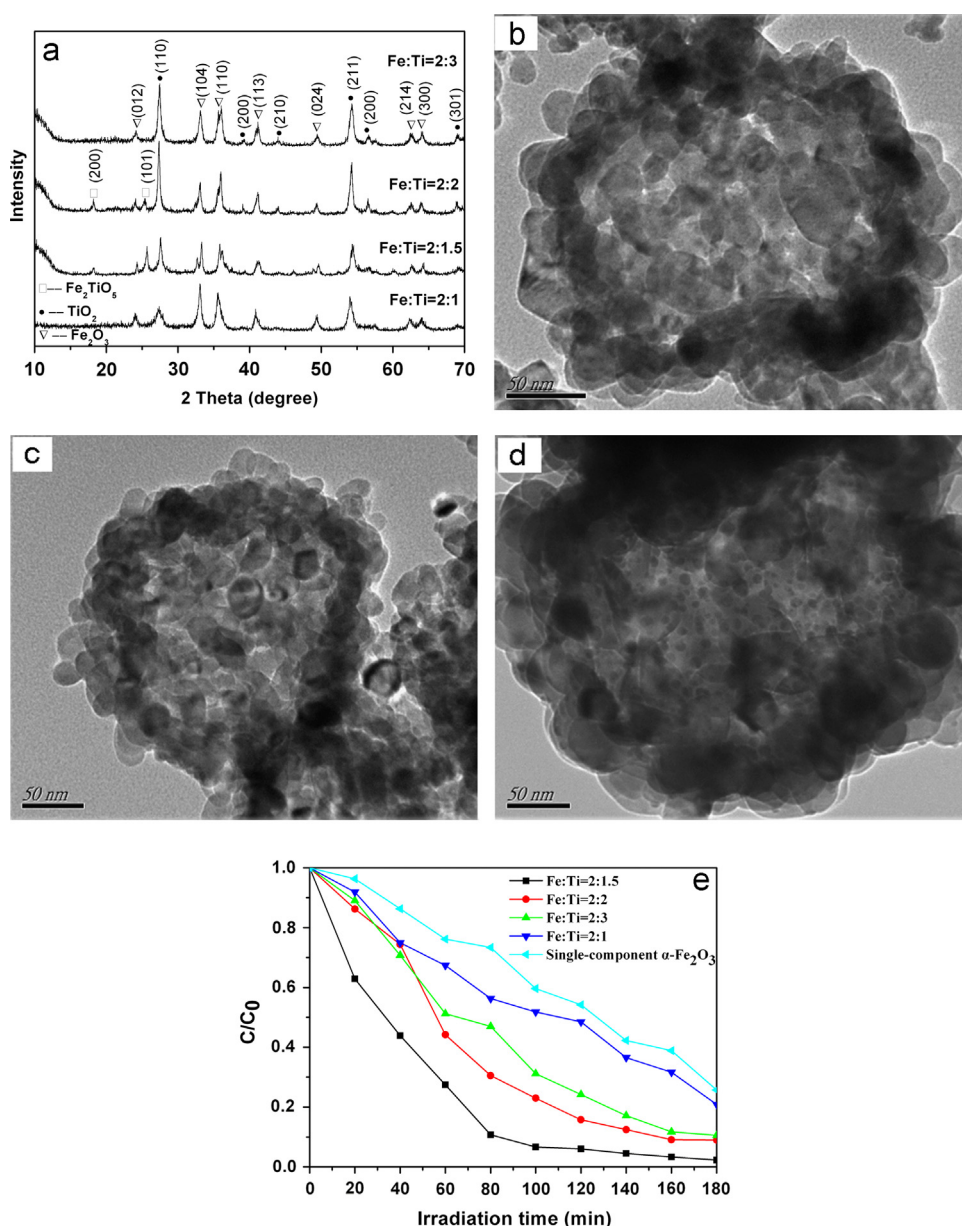 a
Fe:Ti=2:3
(012)
(110)
(104)
(110)
(113)
(200)
(210)
(024)
(211)
(200)
(214)
(300)
(301)
(200)
(101)
Fe:Ti=2:2
Fe:Ti=2:1.5
□-- Fe₂TiO₅
● -- TiO₂
▽ -- Fe₂O₃
Fe:Ti=2:1
Intensity
10 20 30 40 50 60 70
2 Theta (degree)
b
50 nm
c
50 nm
d
50 nm
e
Fe:Ti=2:1.5
Fe:Ti=2:2
Fe:Ti=2:3
Fe:Ti=2:1
Single-component α-Fe₂O₃
C/C₀
1.0
0.8
0.6
0.4
0.2
0.0
0 20 40 60 80 100 120 140 160 180
Irradiation time (min)